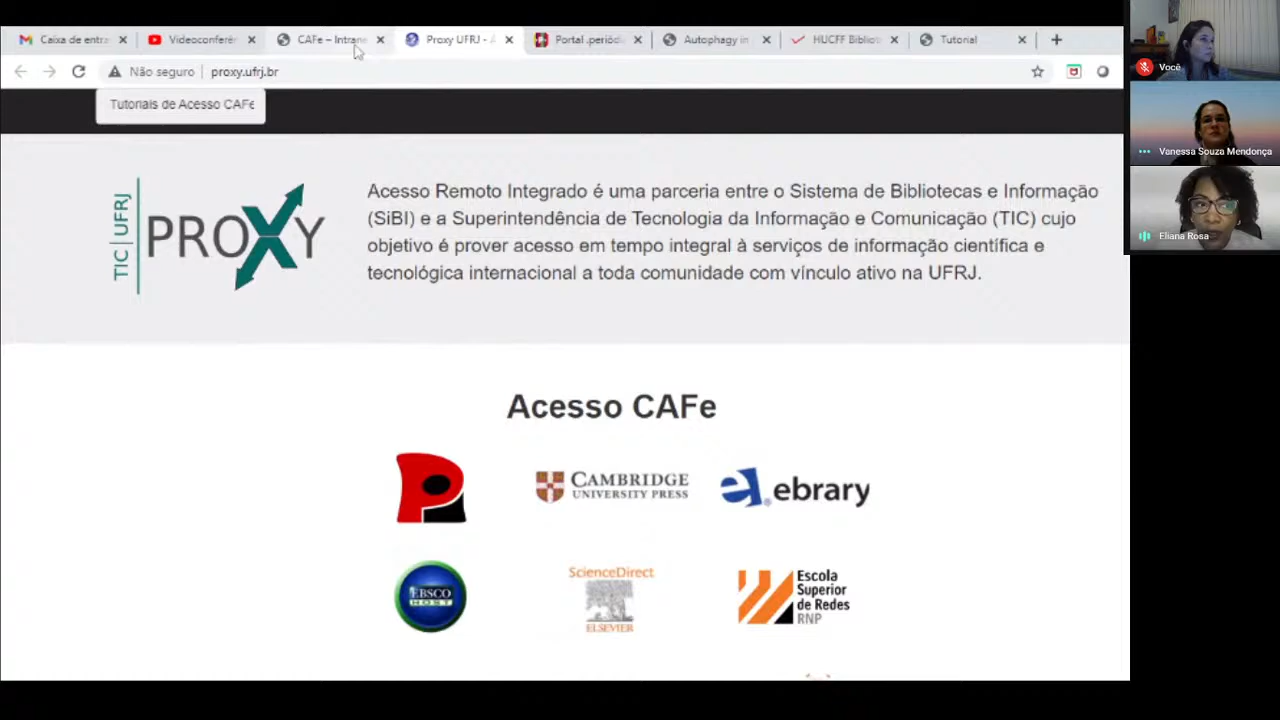 Caixa de entra
Videoconferên
CAFe – Intrane
Proxy UFRJ - A
Portal .periód
Autophagy in
HUCFF Bibliot
Tutorial
Não seguro
proxy.ufrj.br
Tutoriais de Acesso CAFe
TIC | UFRJ
PROXY
Acesso Remoto Integrado é uma parceria entre o Sistema de Bibliotecas e Informação
(SiBI) e a Superintendência de Tecnologia da Informação e Comunicação (TIC) cujo
objetivo é prover acesso em tempo integral à serviços de informação científica e
tecnológica internacional a toda comunidade com vínculo ativo na UFRJ.
Acesso CAFe
CAMBRIDGE
UNIVERSITY PRESS
ebrary
EBSCO
HOST
ScienceDirect
ELSEVIER
Escola
Superior
de Redes
RNP
Você
Vanessa Souza Mendonça
Eliana Rosa